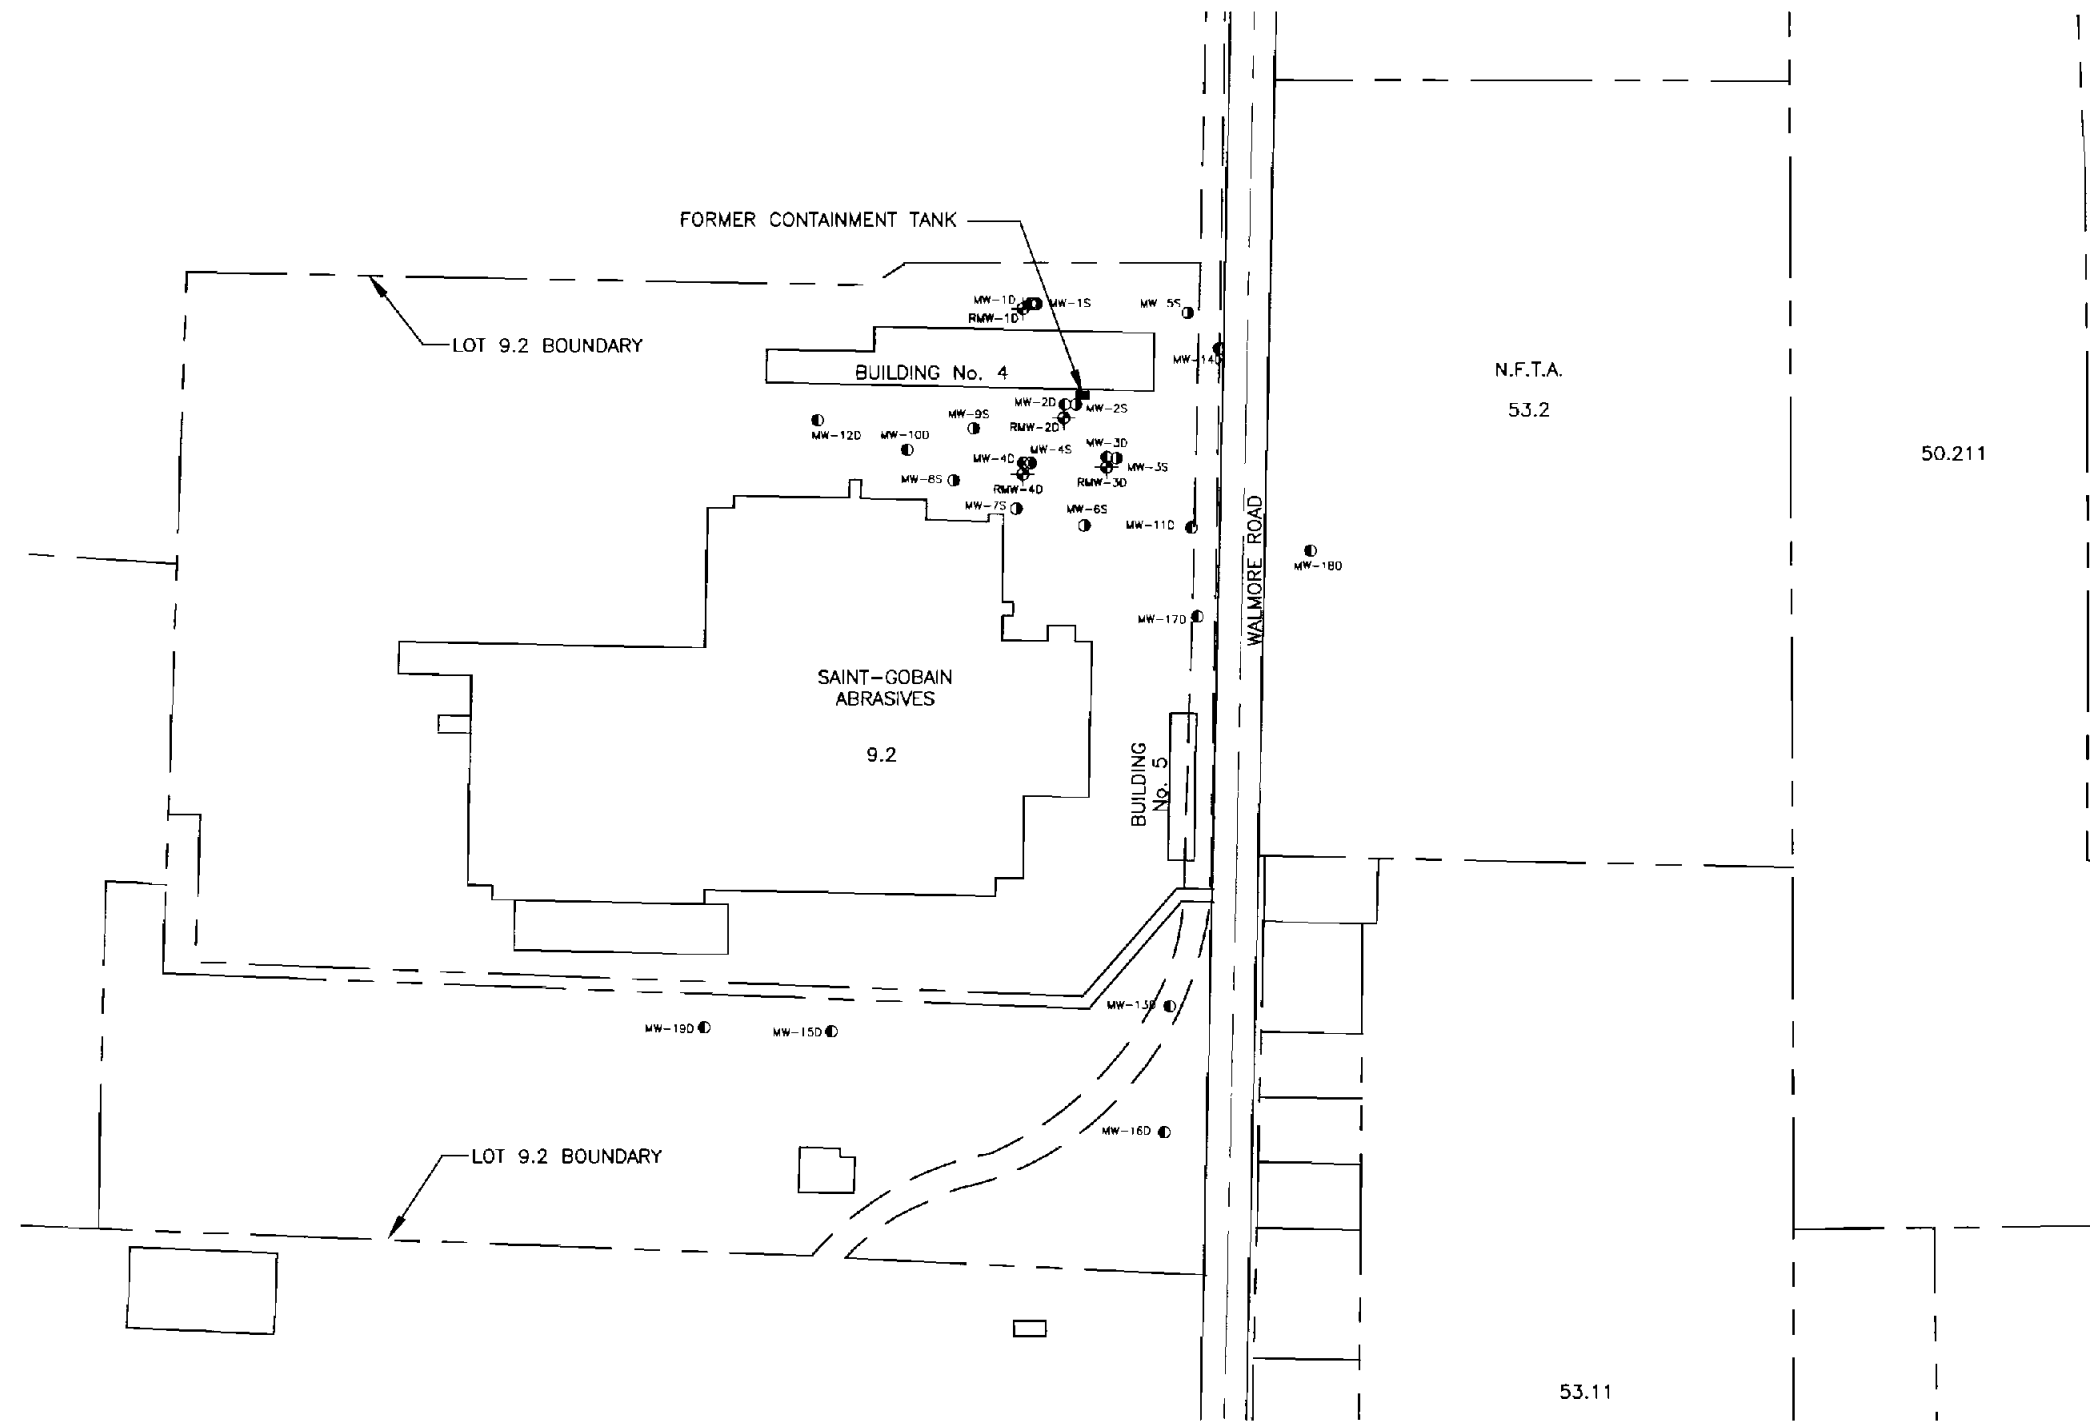 FORMER CONTAINMENT TANK
MW-1D
MW-1S
MW 5S
RMW-1D
LOT 9.2 BOUNDARY
MW-14D
BUILDING No. 4
N.F.T.A.
53.2
MW-2D
MW-2S
MW-9S
RMW-2D
MW-12D
MW-10D
MW-3D
MW-4S
MW-4D
MW-3S
50.211
MW-8S
RMW-4D
RMW-3D
MW-7S
MW-6S
MW-11D
WALMORE ROAD
MW-18D
MW-17D
SAINT-GOBAIN
ABRASIVES
9.2
BUILDING
No. 5
MW-13D
MW-19D
MW-15D
MW-16D
LOT 9.2 BOUNDARY
53.11